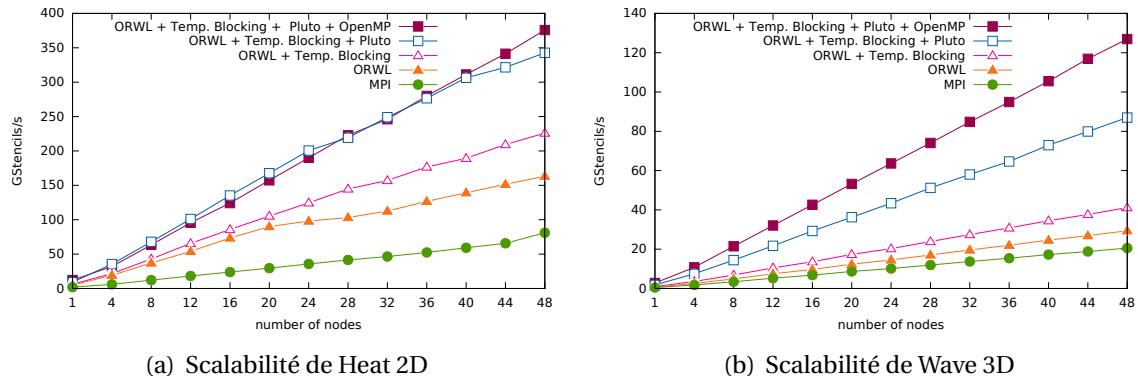 400
350
300
250
200
150
100
50
0
GStencils/s
ORWL + Temp. Blocking + Pluto + OpenMP
ORWL + Temp. Blocking + Pluto
ORWL + Temp. Blocking
ORWL
MPI
1 4 8 12 16 20 24 28 32 36 40 44 48
number of nodes
(a) Scalabilité de Heat 2D
140
120
100
80
60
40
20
0
GStencils/s
ORWL + Temp. Blocking + Pluto + OpenMP
ORWL + Temp. Blocking + Pluto
ORWL + Temp. Blocking
ORWL
MPI
1 4 8 12 16 20 24 28 32 36 40 44 48
number of nodes
(b) Scalabilité de Wave 3D